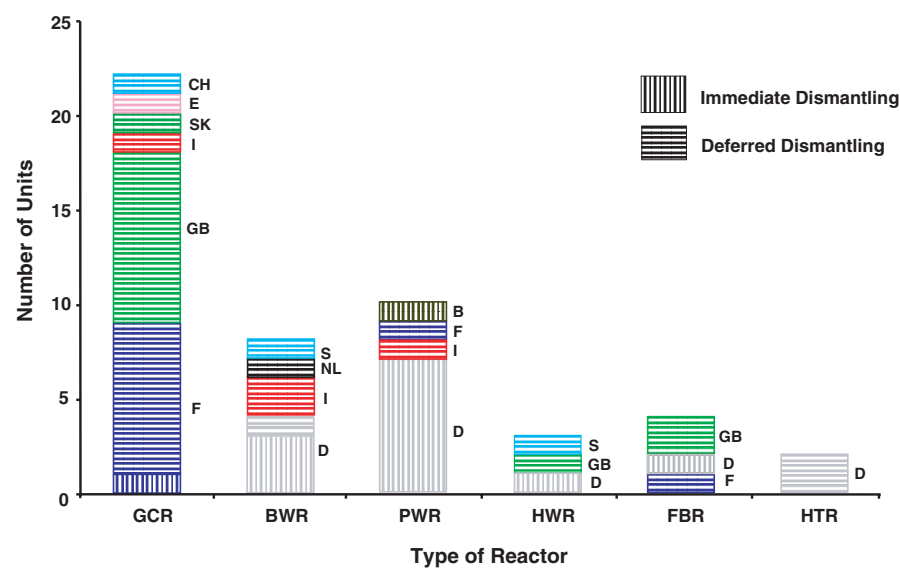 25
20
15
10
5
0
Number of Units
CH
E
SK
I
GB
F
S
NL
I
D
B
F
I
D
S
GB
D
GB
D
F
D
Immediate Dismantling
Deferred Dismantling
GCR
BWR
PWR
HWR
FBR
HTR
Type of Reactor